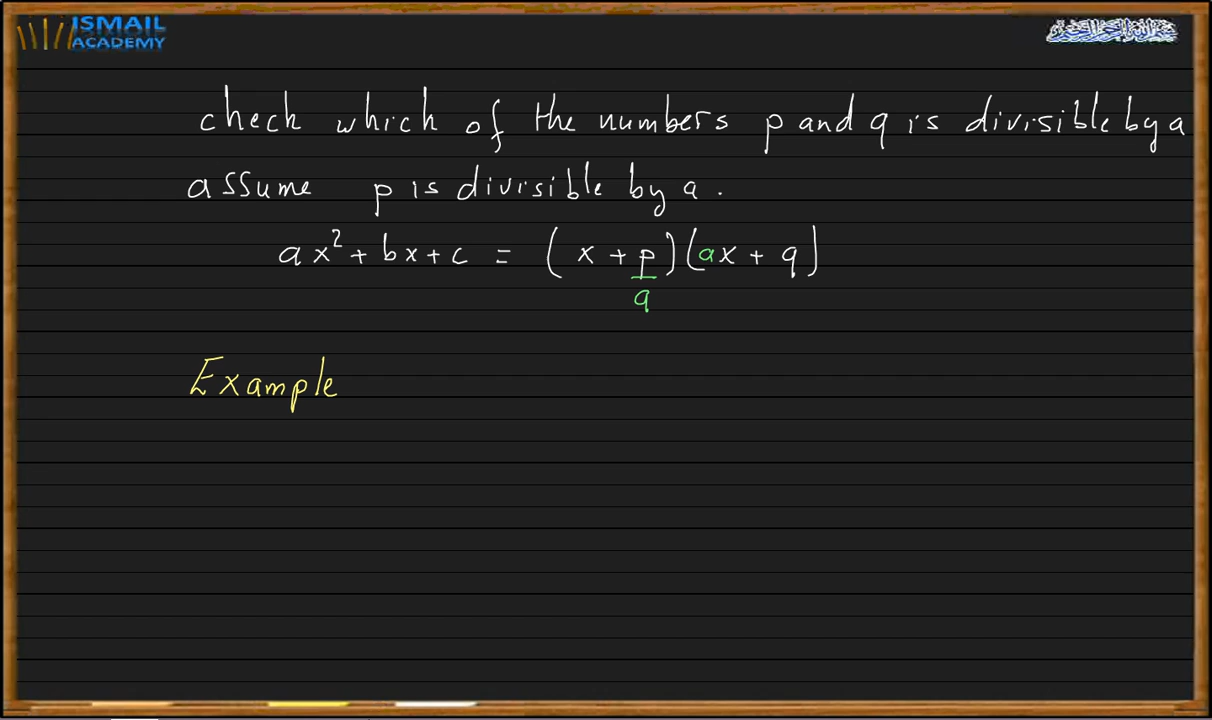 ISMAIL
ACADEMY
check which of the numbers p and q is divisible by a
assume p is divisible by a.
ax² + bx + c = (x + p/q)(ax + q)
Example